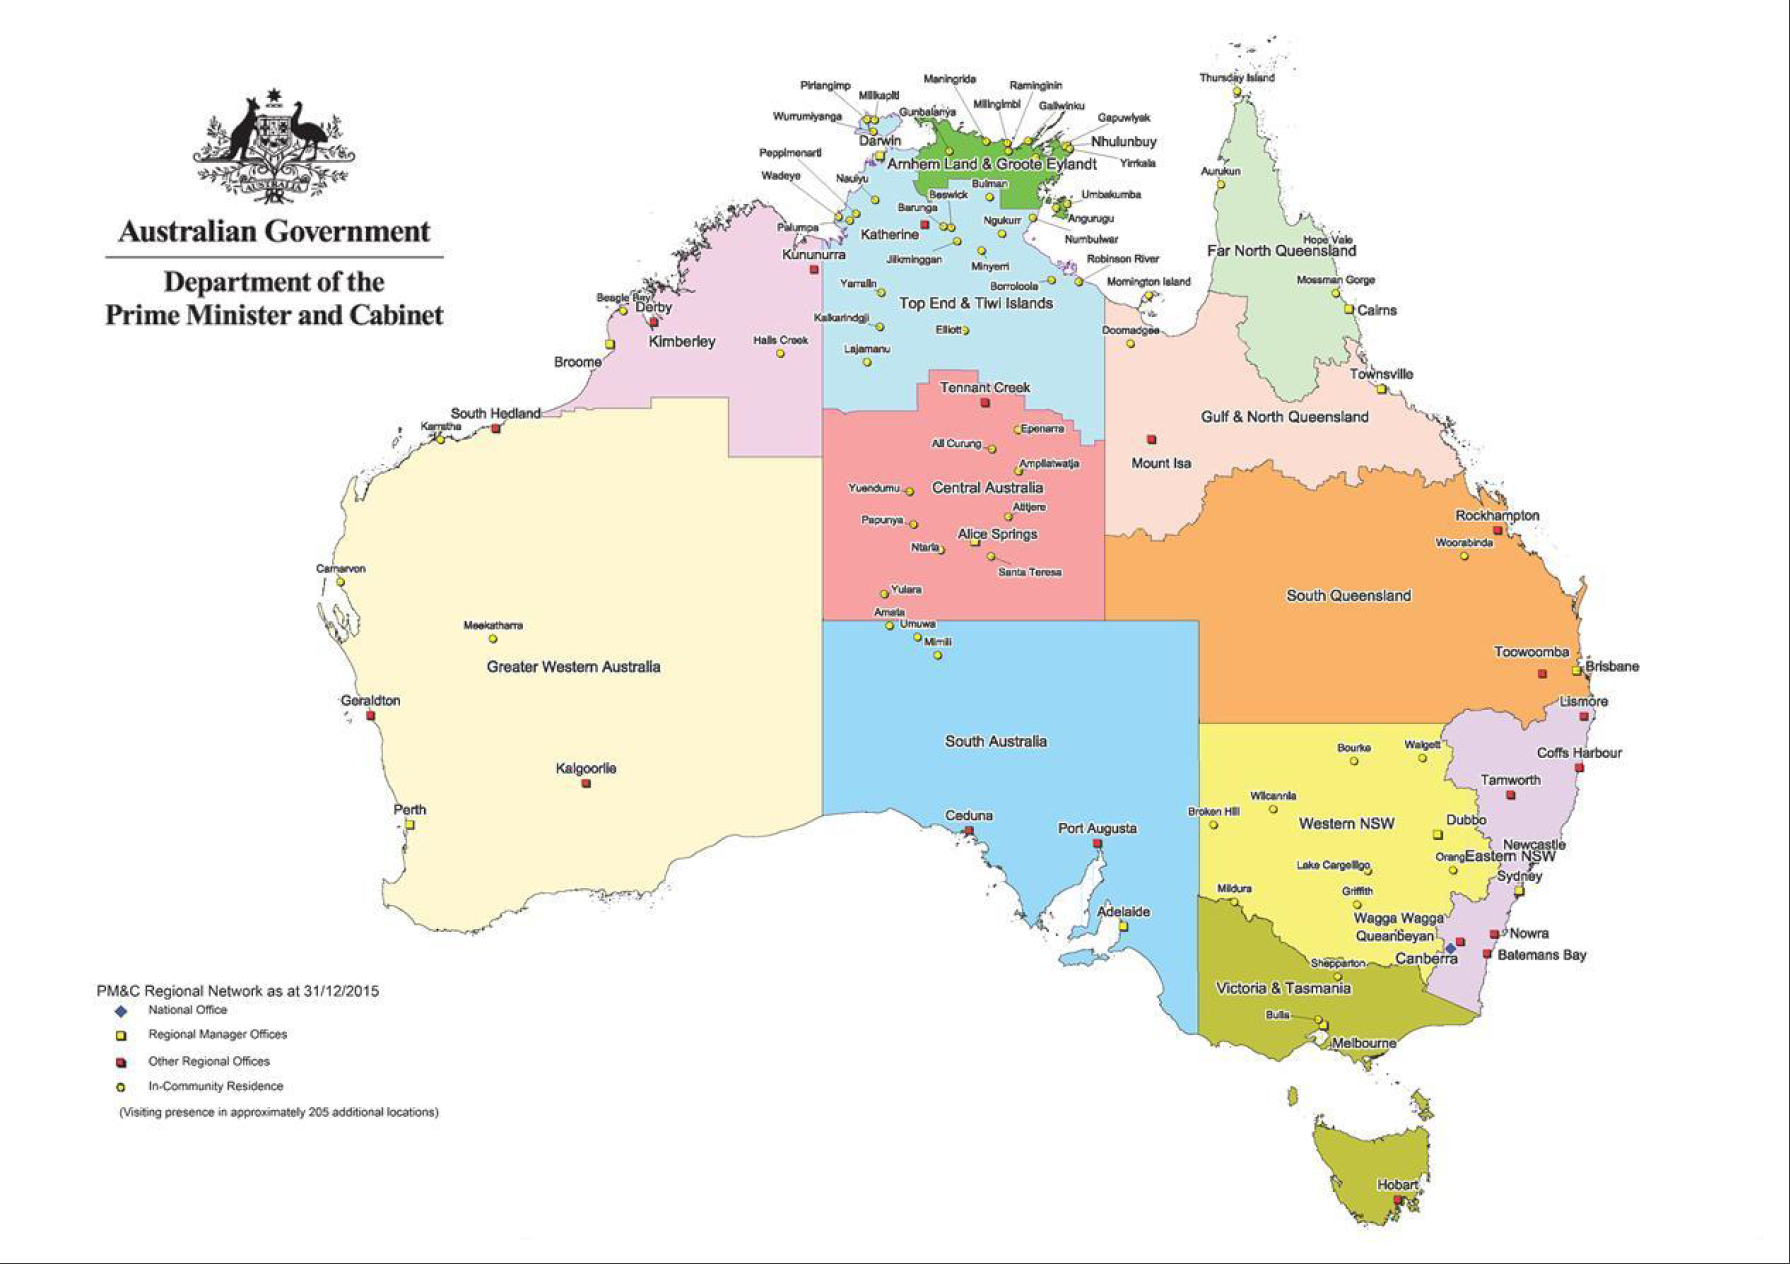 AUSTRALIA
Australian Government
Department of the
Prime Minister and Cabinet
Thursday Island
Maningrida
Raminginin
Pirlangimp
Milikapiti
Milingimbi
Galiwinku
Wurrumiyanga
Gunbalanya
Gapuwiyak
Darwin
Nhulunbuy
Peppimenarti
Arnhem Land & Groote Eylandt
Yirrkala
Wadeye
Nauiyu
Bulman
Aurukun
Beswick
Umbakumba
Barunga
Ngukurr
Angurugu
Palumpa
Katherine
Numbulwar
Hope Vale
Far North Queensland
Kununurra
Jilkminggan
Minyerri
Robinson River
Yarralin
Borroloola
Mornington Island
Mossman Gorge
Beagle Bay
Derby
Top End & Tiwi Islands
Cairns
Kalkarindgji
Elliott
Doomadgee
Kimberley
Halls Creek
Lajamanu
Broome
Townsville
Tennant Creek
South Hedland
Gulf & North Queensland
Karratha
Epenarra
Ali Curung
Mount Isa
Ampilatwatja
Yuendumu
Central Australia
Atitjere
Rockhampton
Papunya
Alice Springs
Woorabinda
Ntaria
Santa Teresa
Carnarvon
Yulara
South Queensland
Amata
Umuwa
Meekatharra
Mimili
Toowoomba
Greater Western Australia
Brisbane
Geraldton
Lismore
South Australia
Bourke
Walgett
Coffs Harbour
Kalgoorlie
Tamworth
Wilcannia
Perth
Ceduna
Broken Hill
Western NSW
Dubbo
Port Augusta
Newcastle
Orang
Eastern NSW
Lake Cargelligo
Sydney
Mildura
Griffith
Adelaide
Wagga Wagga
Queanbeyan
Nowra
Canberra
Batemans Bay
Shepparton
Victoria & Tasmania
Bulla
Melbourne
Hobart
PM&C Regional Network as at 31/12/2015
National Office
Regional Manager Offices
Other Regional Offices
In-Community Residence
(Visiting presence in approximately 205 additional locations)